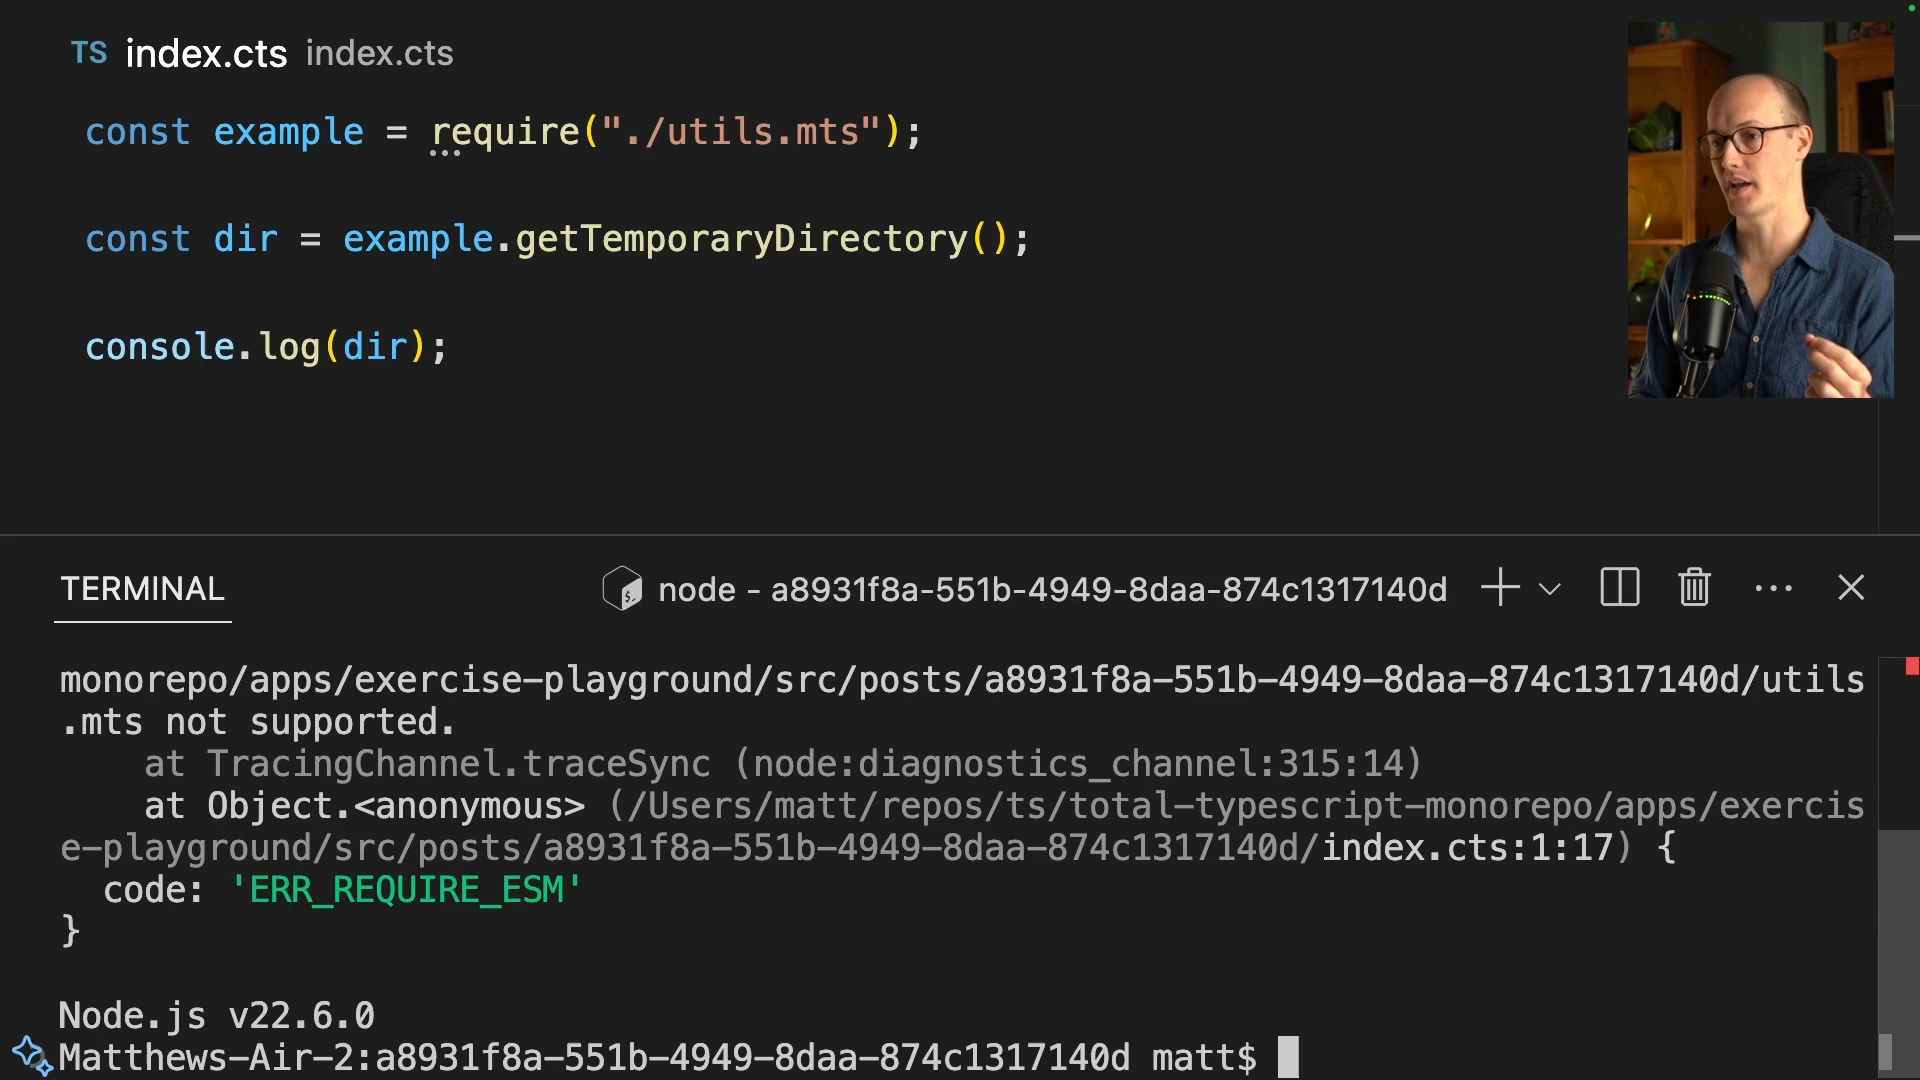 TS index.cts index.cts
const example = require("./utils.mts");
const dir = example.getTemporaryDirectory();
console.log(dir);
TERMINAL
node - a8931f8a-551b-4949-8daa-874c1317140d
monorepo/apps/exercise-playground/src/posts/a8931f8a-551b-4949-8daa-874c1317140d/utils
.mts not supported.
    at TracingChannel.traceSync (node:diagnostics_channel:315:14)
    at Object.<anonymous> (/Users/matt/repos/ts/total-typescript-monorepo/apps/exercis
e-playground/src/posts/a8931f8a-551b-4949-8daa-874c1317140d/index.cts:1:17) {
  code: 'ERR_REQUIRE_ESM'
}
Node.js v22.6.0
Matthews-Air-2:a8931f8a-551b-4949-8daa-874c1317140d matt$